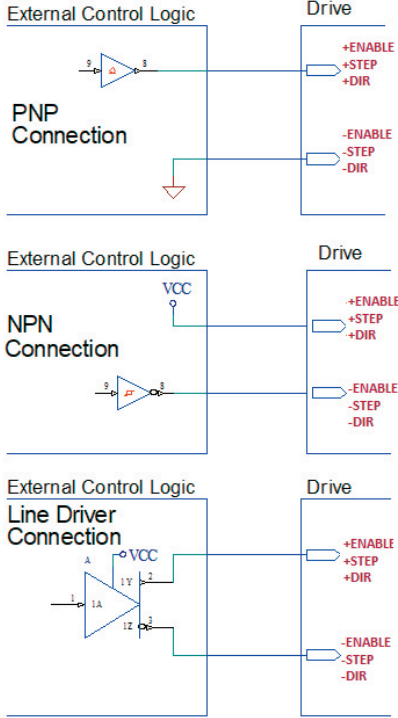 External Control Logic
Drive
9
8
+ENABLE
+STEP
+DIR
PNP
Connection
-ENABLE
-STEP
-DIR
External Control Logic
Drive
VCC
NPN
Connection
+ENABLE
+STEP
+DIR
9
8
-ENABLE
-STEP
-DIR
External Control Logic
Drive
Line Driver
Connection
A
VCC
1Y
2
+ENABLE
+STEP
+DIR
1
1A
1Z
3
-ENABLE
-STEP
-DIR